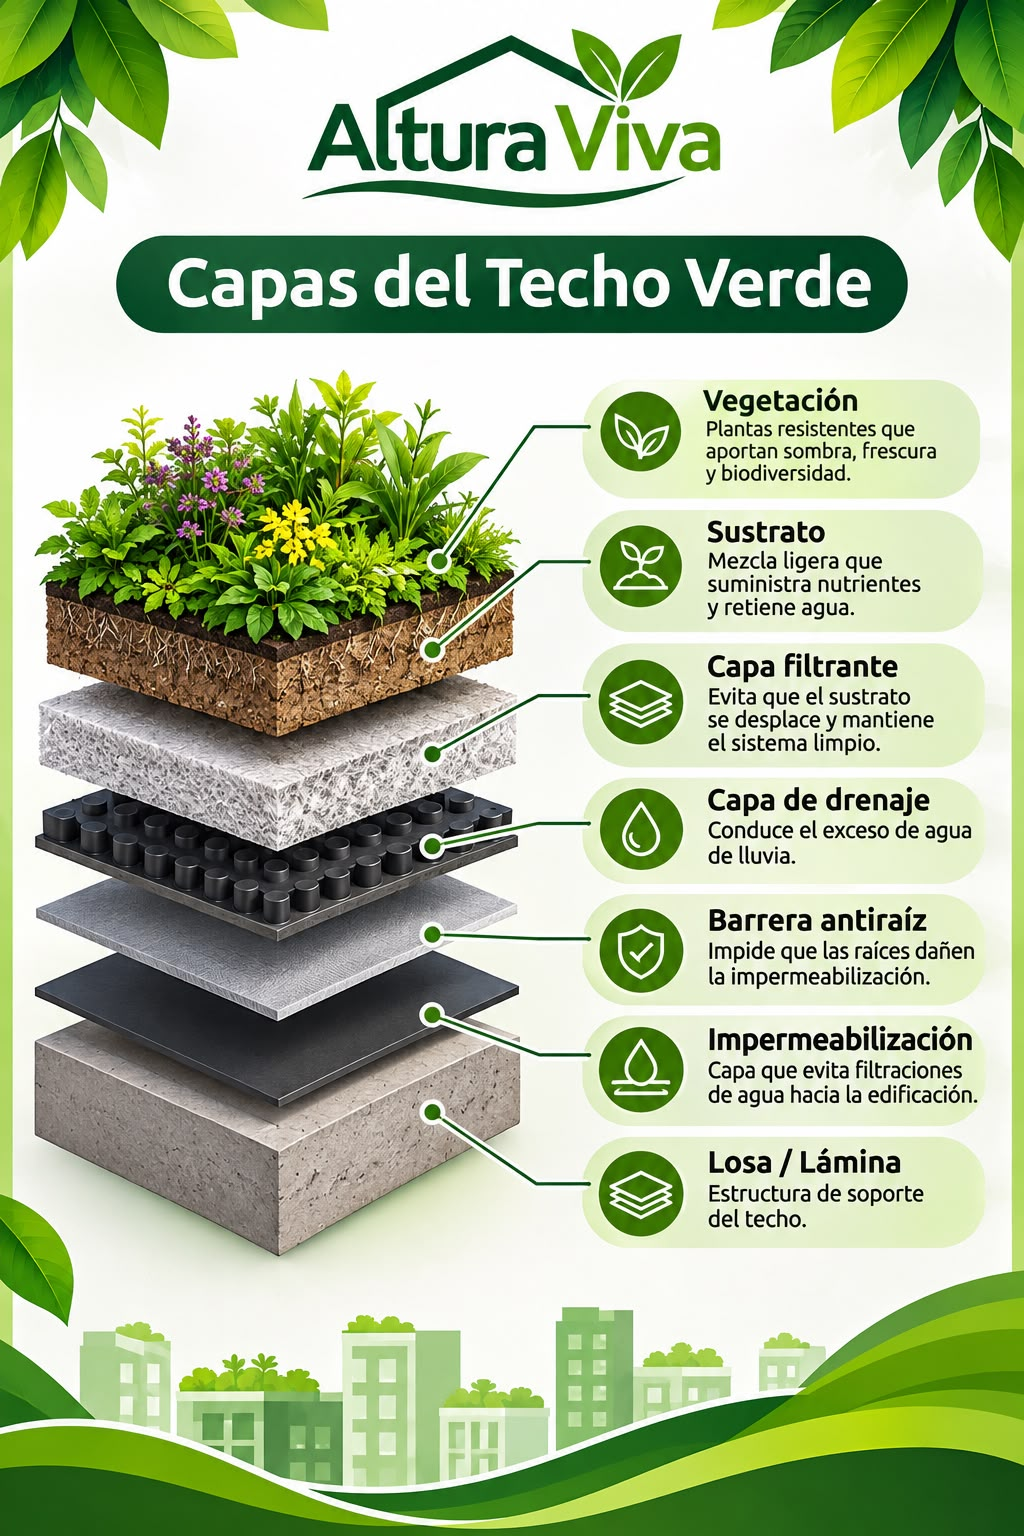 Altura Viva
Capas del Techo Verde
Vegetación
Plantas resistentes que
aportan sombra, frescura
y biodiversidad.
Sustrato
Mezcla ligera que
suministra nutrientes
y retiene agua.
Capa filtrante
Evita que el sustrato
se desplace y mantiene
el sistema limpio.
Capa de drenaje
Conduce el exceso de agua
de lluvia.
Barrera antiraíz
Impide que las raíces dañen
la impermeabilización.
Impermeabilización
Capa que evita filtraciones
de agua hacia la edificación.
Losa / Lámina
Estructura de soporte
del techo.